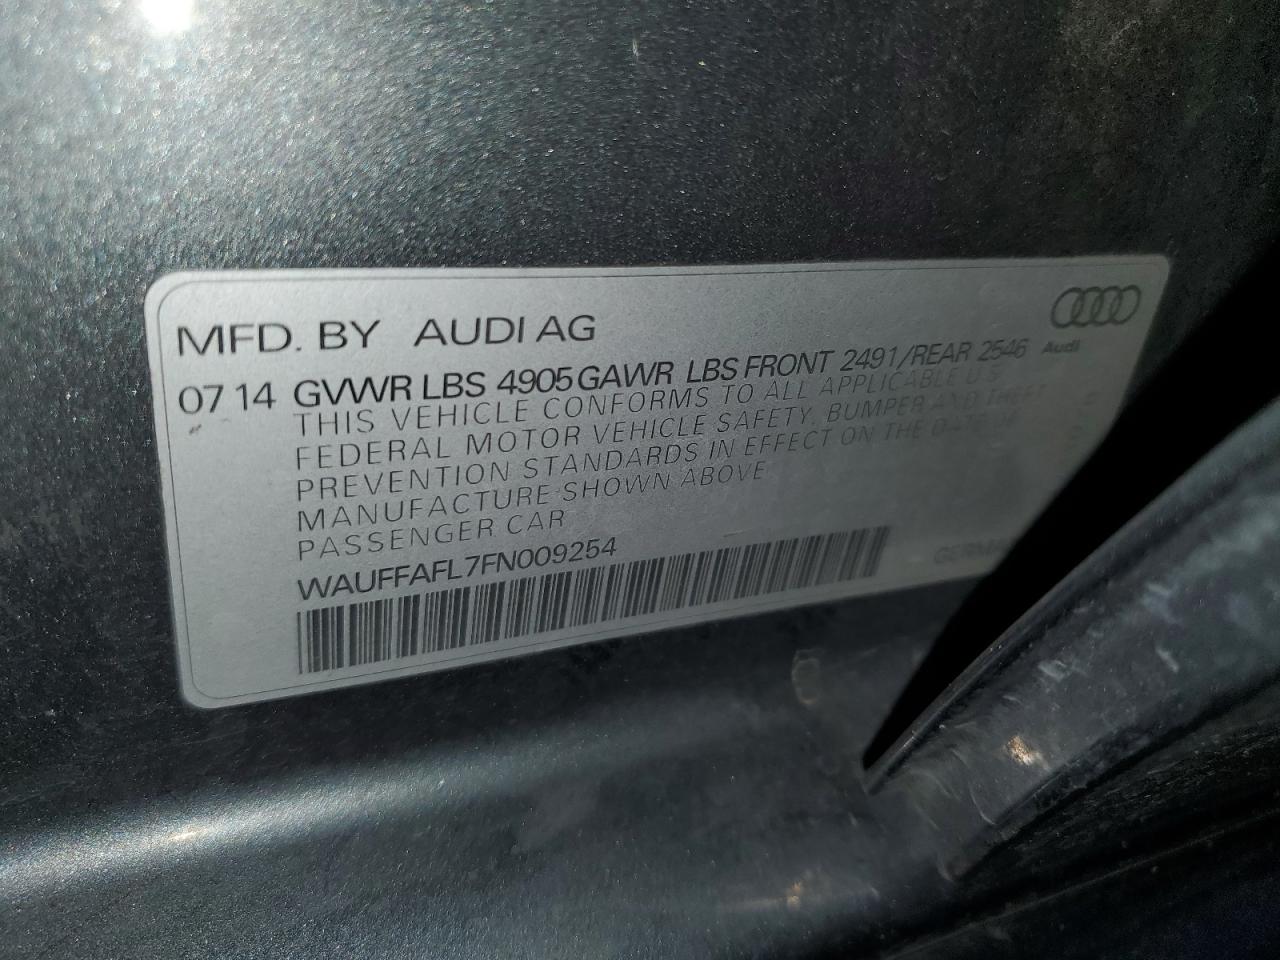 MFD. BY AUDI AG
Audi
07 14 GVWR LBS 4905 GAWR LBS FRONT 2491/REAR 2546
THIS VEHICLE CONFORMS TO ALL APPLICABLE U.S.
FEDERAL MOTOR VEHICLE SAFETY, BUMPER AND THEFT
PREVENTION STANDARDS IN EFFECT ON THE DATE OF
MANUFACTURE SHOWN ABOVE
PASSENGER CAR
WAUFFAFL7FN009254